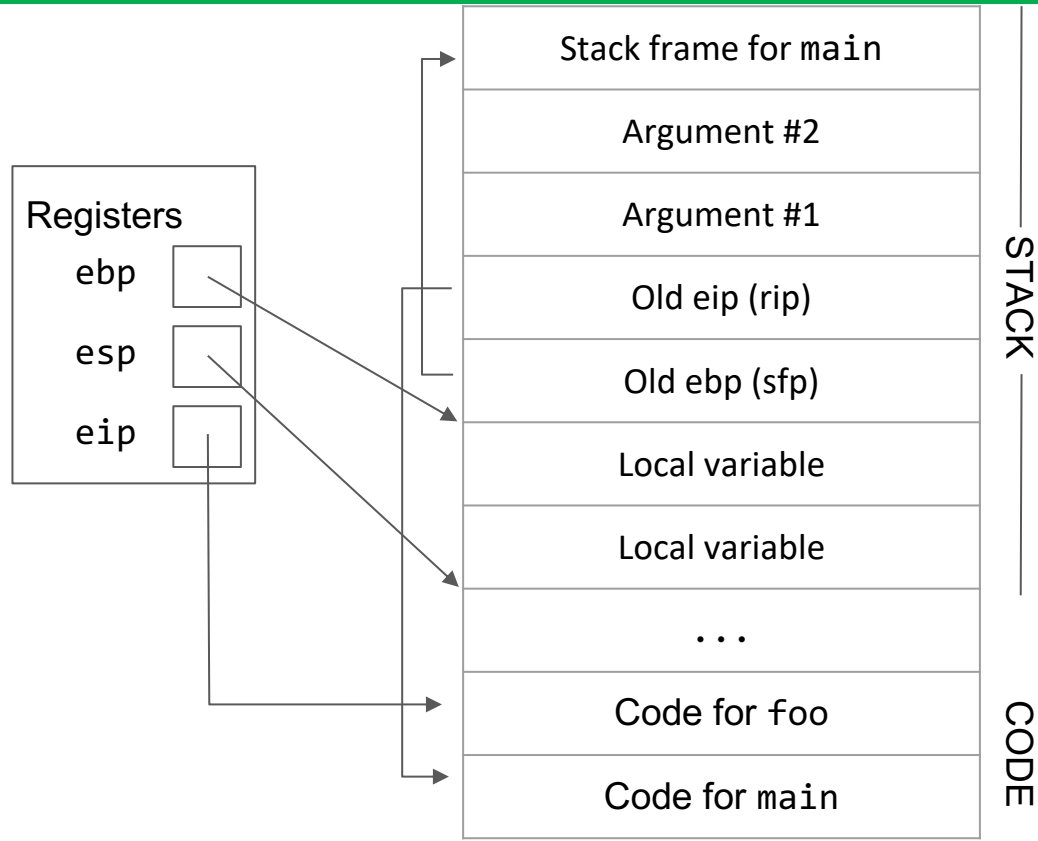 Stack frame for main
Argument #2
Argument #1
Registers
ebp
esp
eip
Old eip (rip)
Old ebp (sfp)
Local variable
Local variable
...
Code for foo
Code for main
STACK
CODE